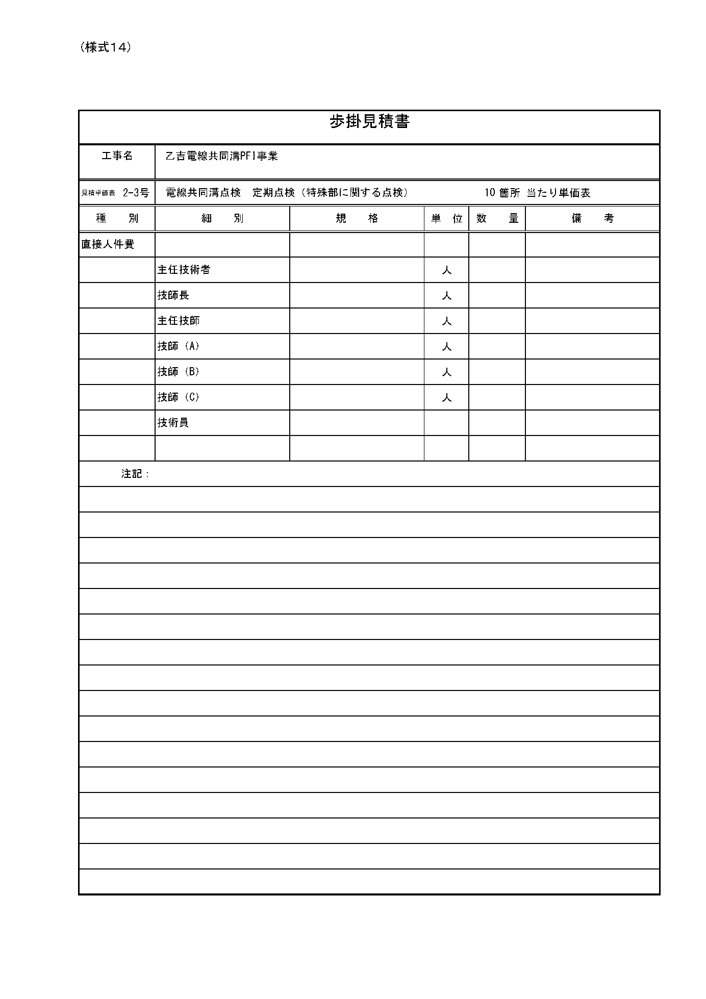 （様式１４）
歩掛見積書
工事名 乙吉電線共同溝PFI事業
見積単価表 2-3号 電線共同溝点検　定期点検（特殊部に関する点検） 10 箇所 当たり単価表
種　別 細　別 規　格 単　位 数　量 備　考
直接人件費
主任技術者 人
技師長 人
主任技師 人
技師（A） 人
技師（B） 人
技師（C） 人
技術員
注記：